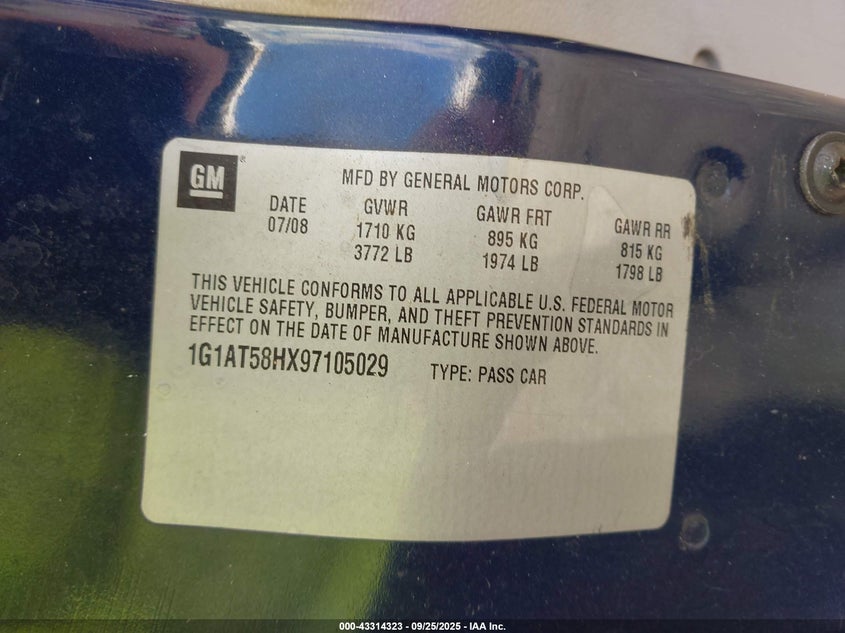 GM
MFD BY GENERAL MOTORS CORP.
DATE GVWR GAWR FRT GAWR RR
07/08 1710 KG 895 KG 815 KG
3772 LB 1974 LB 1798 LB
THIS VEHICLE CONFORMS TO ALL APPLICABLE U.S. FEDERAL MOTOR
VEHICLE SAFETY, BUMPER, AND THEFT PREVENTION STANDARDS IN
EFFECT ON THE DATE OF MANUFACTURE SHOWN ABOVE.
1G1AT58HX97105029 TYPE: PASS CAR
000-43314323 - 09/25/2025 - IAA Inc.